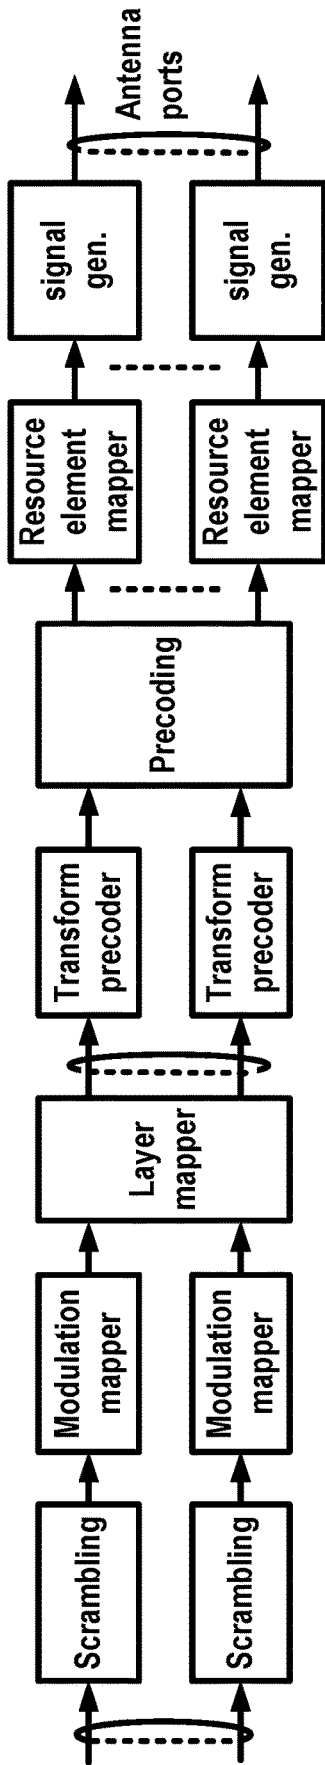 Scrambling
Modulation
mapper
Layer
mapper
Transform
precoder
Precoding
Resource
element
mapper
signal
gen.
Antenna
ports
Scrambling
Modulation
mapper
Transform
precoder
Resource
element
mapper
signal
gen.